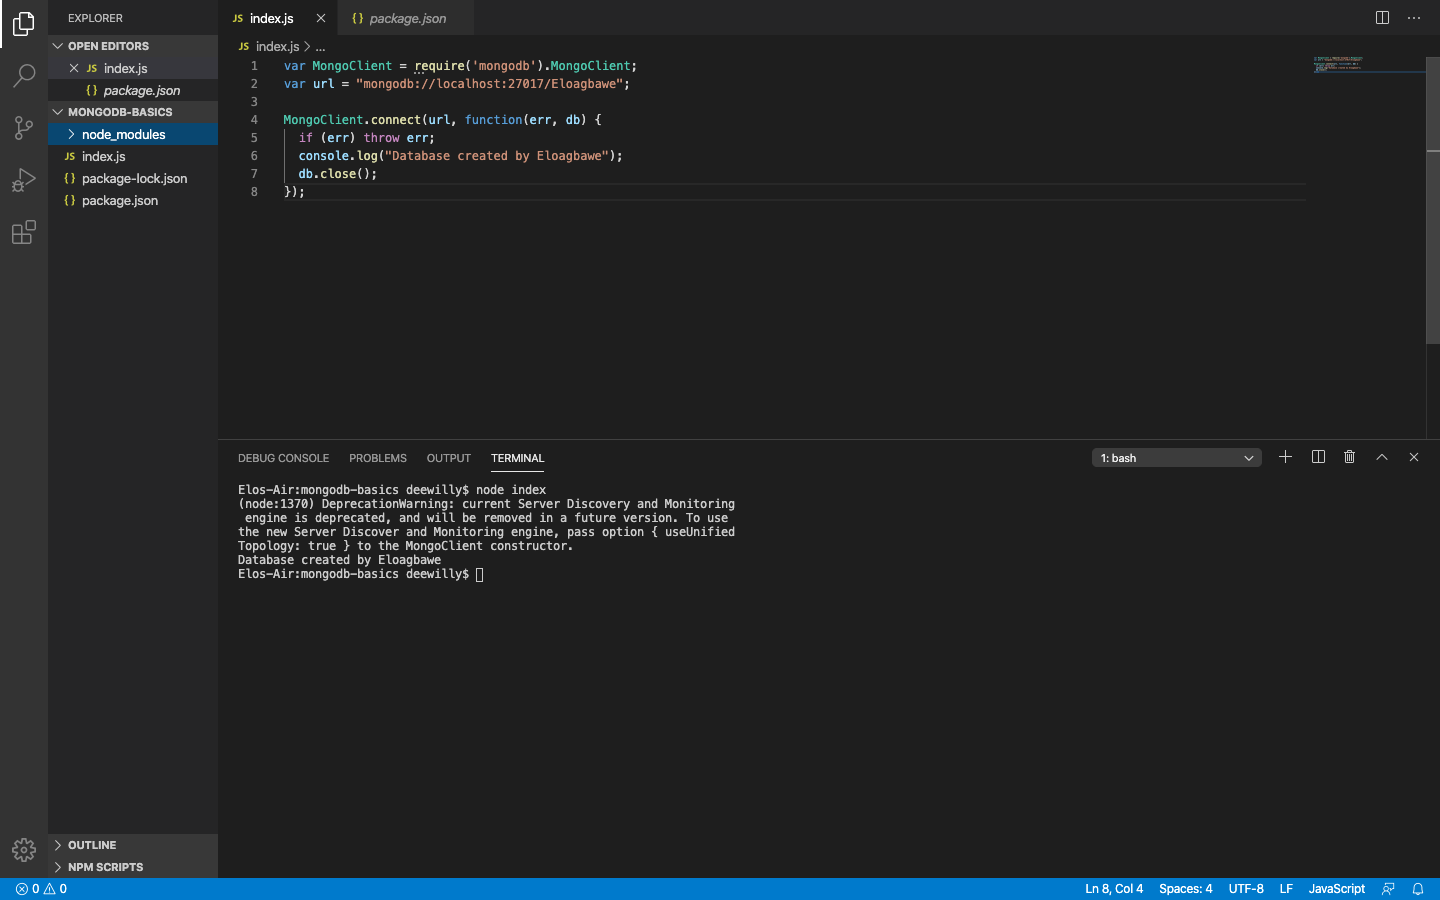 EXPLORER
OPEN EDITORS
JS index.js
{} package.json
MONGODB-BASICS
node_modules
JS index.js
{} package-lock.json
{} package.json
OUTLINE
NPM SCRIPTS
JS index.js
{} package.json
JS index.js > ...
1 var MongoClient = require('mongodb').MongoClient;
2 var url = "mongodb://localhost:27017/Eloagbawe";
3
4 MongoClient.connect(url, function(err, db) {
5 if (err) throw err;
6 console.log("Database created by Eloagbawe");
7 db.close();
8 });
DEBUG CONSOLE PROBLEMS OUTPUT TERMINAL
1: bash
Elos-Air:mongodb-basics deewilly$ node index
(node:1370) DeprecationWarning: current Server Discovery and Monitoring
engine is deprecated, and will be removed in a future version. To use
the new Server Discover and Monitoring engine, pass option { useUnified
Topology: true } to the MongoClient constructor.
Database created by Eloagbawe
Elos-Air:mongodb-basics deewilly$
0 0
Ln 8, Col 4 Spaces: 4 UTF-8 LF JavaScript